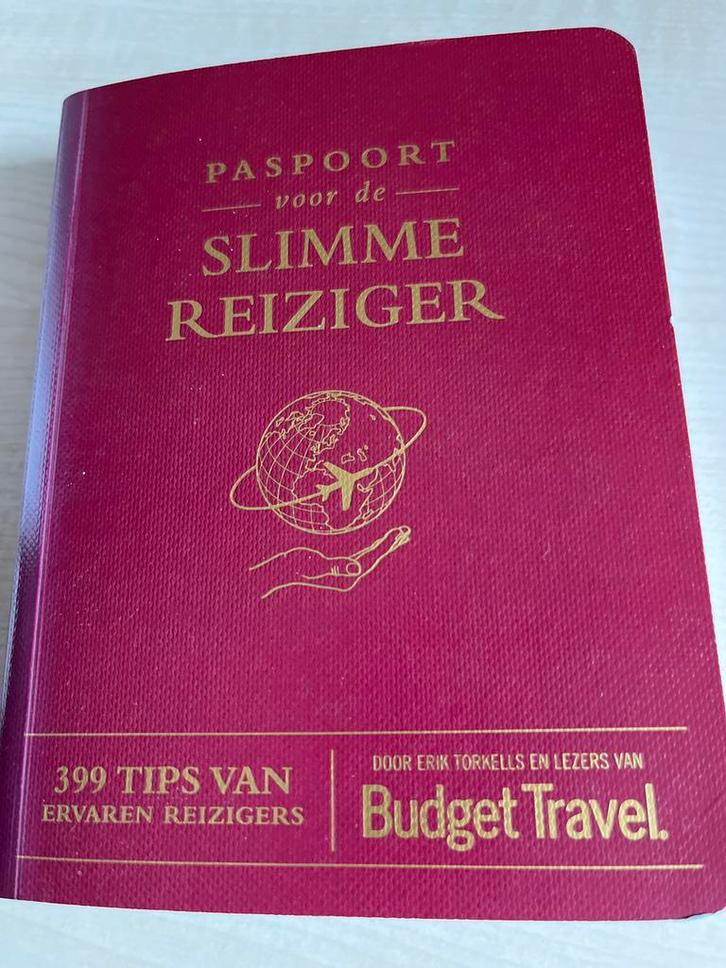 PASPOORT
voor de
SLIMME
REIZIGER
399 TIPS VAN
ERVAREN REIZIGERS
DOOR ERIK TORKELLS EN LEZERS VAN
Budget Travel.